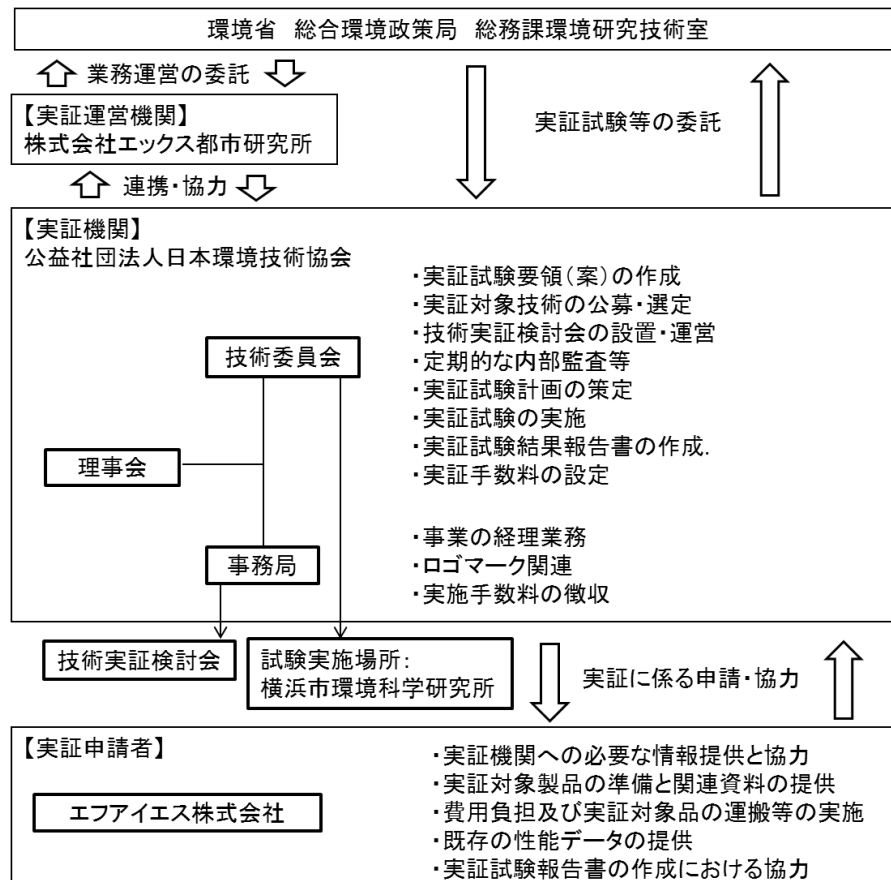 環境省 総合環境政策局 総務課環境研究技術室
業務運営の委託
【実証運営機関】
株式会社エックス都市研究所
実証試験等の委託
連携・協力
【実証機関】
公益社団法人日本環境技術協会
・実証試験要領(案)の作成
・実証対象技術の公募・選定
・技術実証検討会の設置・運営
・定期的な内部監査等
・実証試験計画の策定
・実証試験の実施
・実証試験結果報告書の作成.
・実証手数料の設定
技術委員会
理事会
事務局
・事業の経理業務
・ロゴマーク関連
・実施手数料の徴収
技術実証検討会
試験実施場所:
横浜市環境科学研究所
実証に係る申請・協力
【実証申請者】
エフアイエス株式会社
・実証機関への必要な情報提供と協力
・実証対象製品の準備と関連資料の提供
・費用負担及び実証対象品の運搬等の実施
・既存の性能データの提供
・実証試験報告書の作成における協力